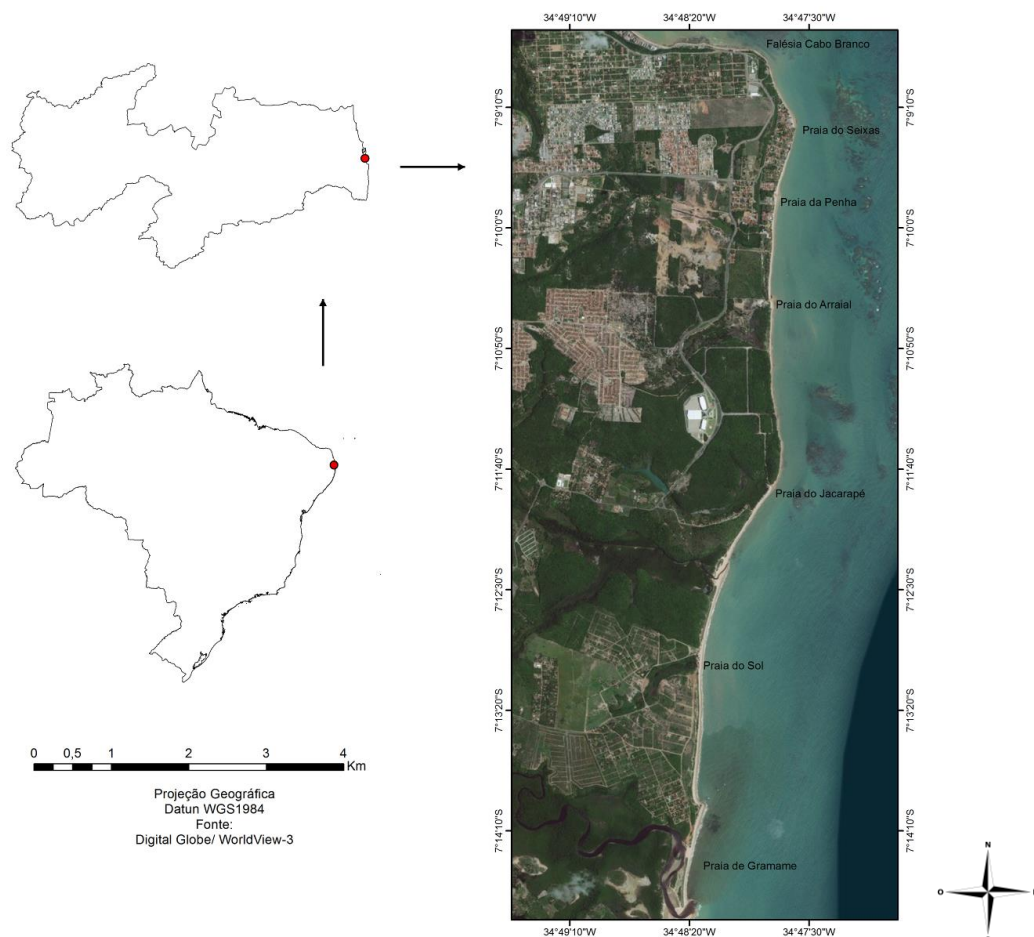 34°49'10"W
34°48'20"W
34°47'30"W
Falésia Cabo Branco
7°9'10"S
7°9'10"S
Praia do Seixas
Praia da Penha
7°10'0"S
7°10'0"S
Praia do Arraial
7°10'50"S
7°10'50"S
7°11'40"S
7°11'40"S
Praia do Jacarapé
7°12'30"S
7°12'30"S
Praia do Sol
7°13'20"S
7°13'20"S
0 0,5 1 2 3 4
Km
Projeção Geográfica
Datun WGS1984
Fonte:
Digital Globe/ WorldView-3
7°14'10"S
7°14'10"S
Praia de Gramame
N
O
34°49'10"W
34°48'20"W
34°47'30"W